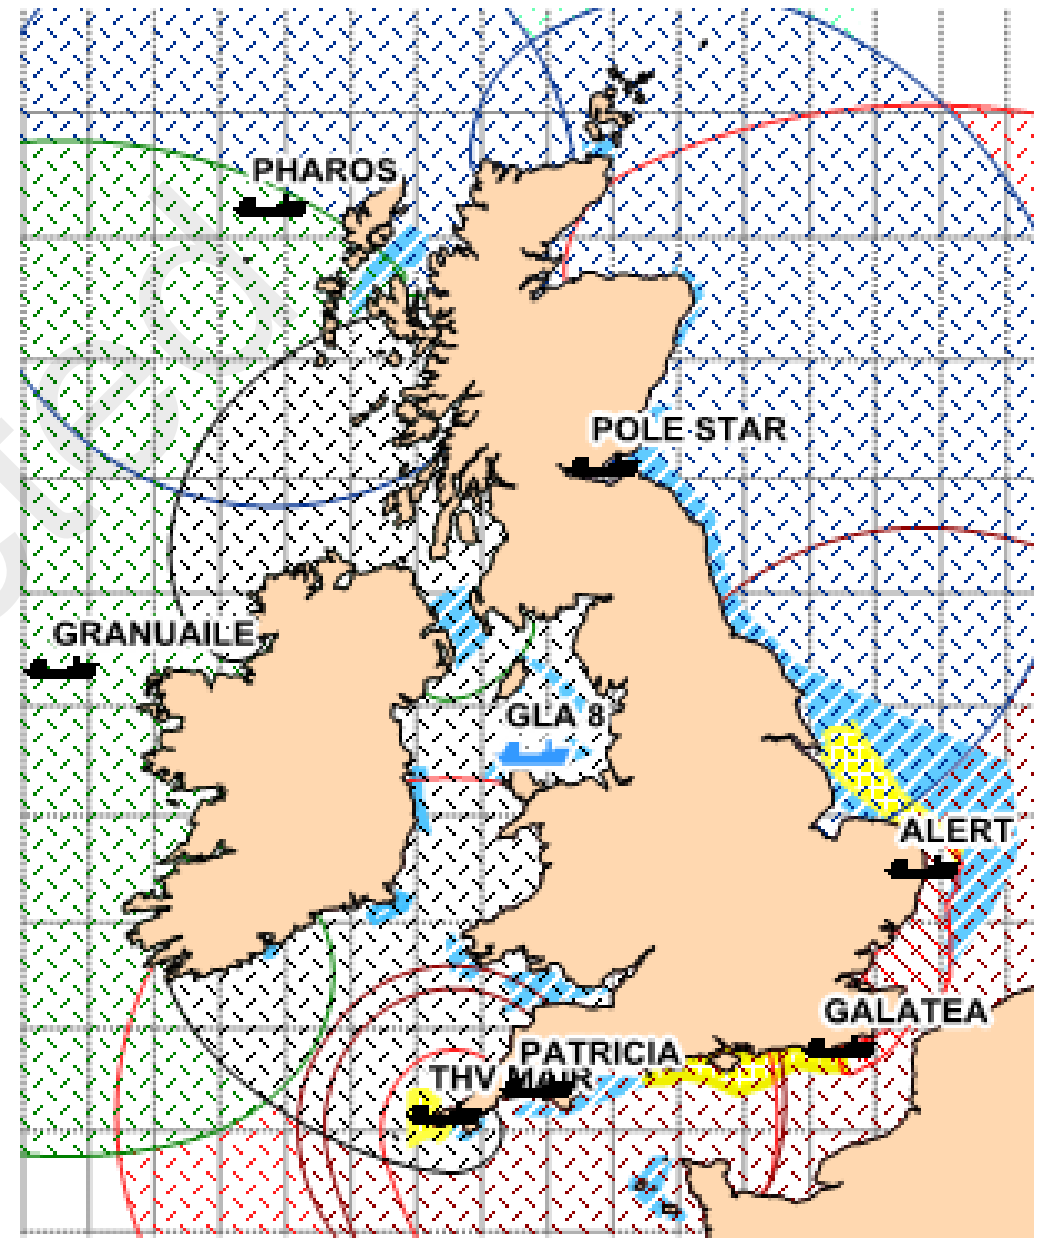 PHAROS
POLE STAR
GRANUAILE
GLA 8
ALERT
GALATEA
PATRICIA
THV MAIR